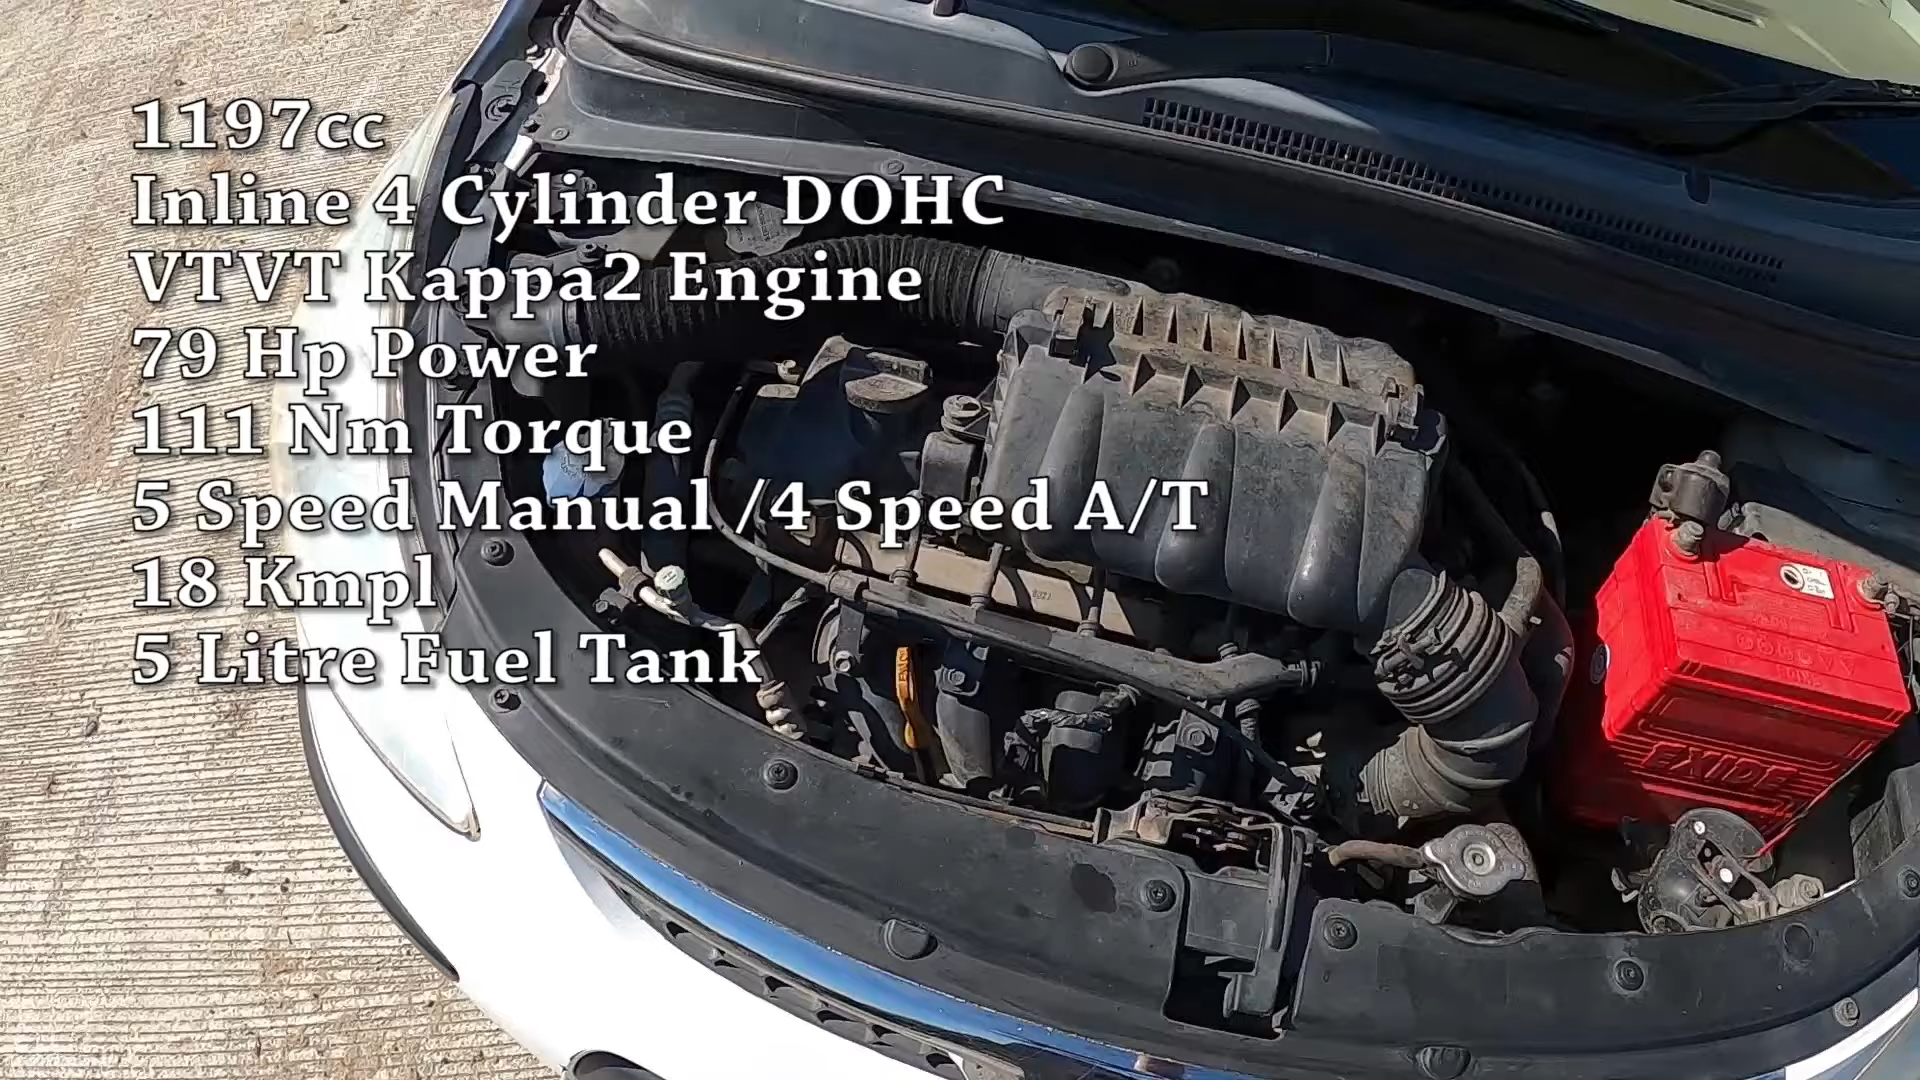 1197cc
Inline 4 Cylinder DOHC
VTVT Kappa2 Engine
79 Hp Power
111 Nm Torque
5 Speed Manual /4 Speed A/T
18 Kmpl
5 Litre Fuel Tank
EXIDE